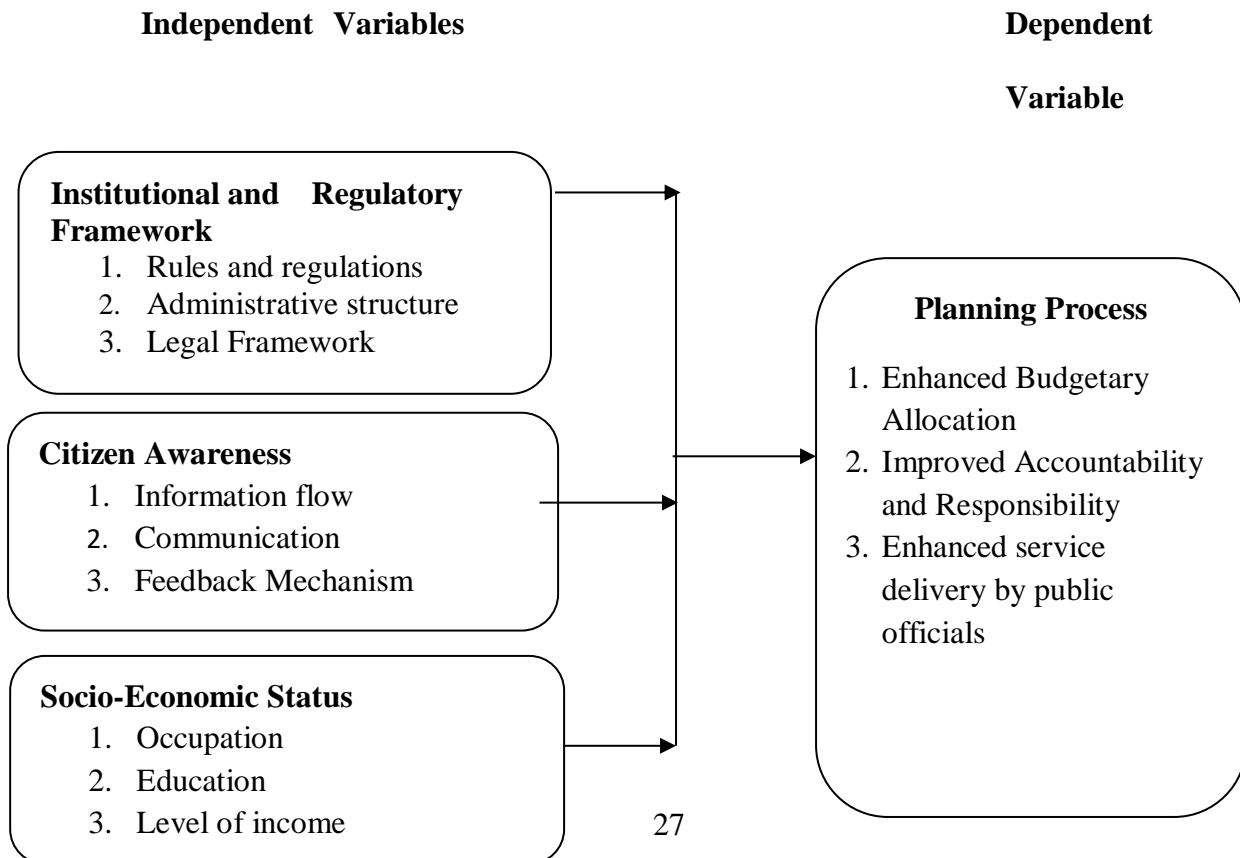 Independent Variables
Dependent
Variable
Institutional and Regulatory
Framework
1. Rules and regulations
2. Administrative structure
3. Legal Framework
Citizen Awareness
1. Information flow
2. Communication
3. Feedback Mechanism
Socio-Economic Status
1. Occupation
2. Education
3. Level of income
Planning Process
1. Enhanced Budgetary
Allocation
2. Improved Accountability
and Responsibility
3. Enhanced service
delivery by public
officials
27